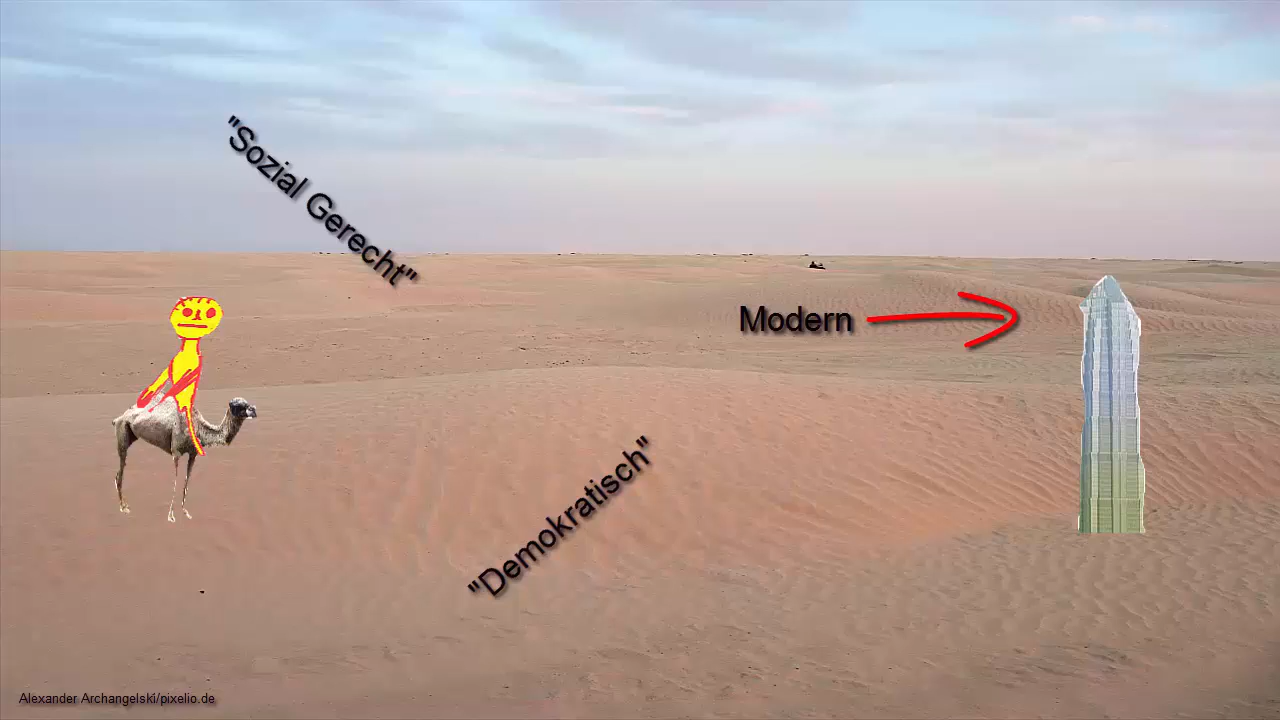 "Sozial Gerecht"
Modern
"Demokratisch"
Alexander Archangelski/pixelio.de